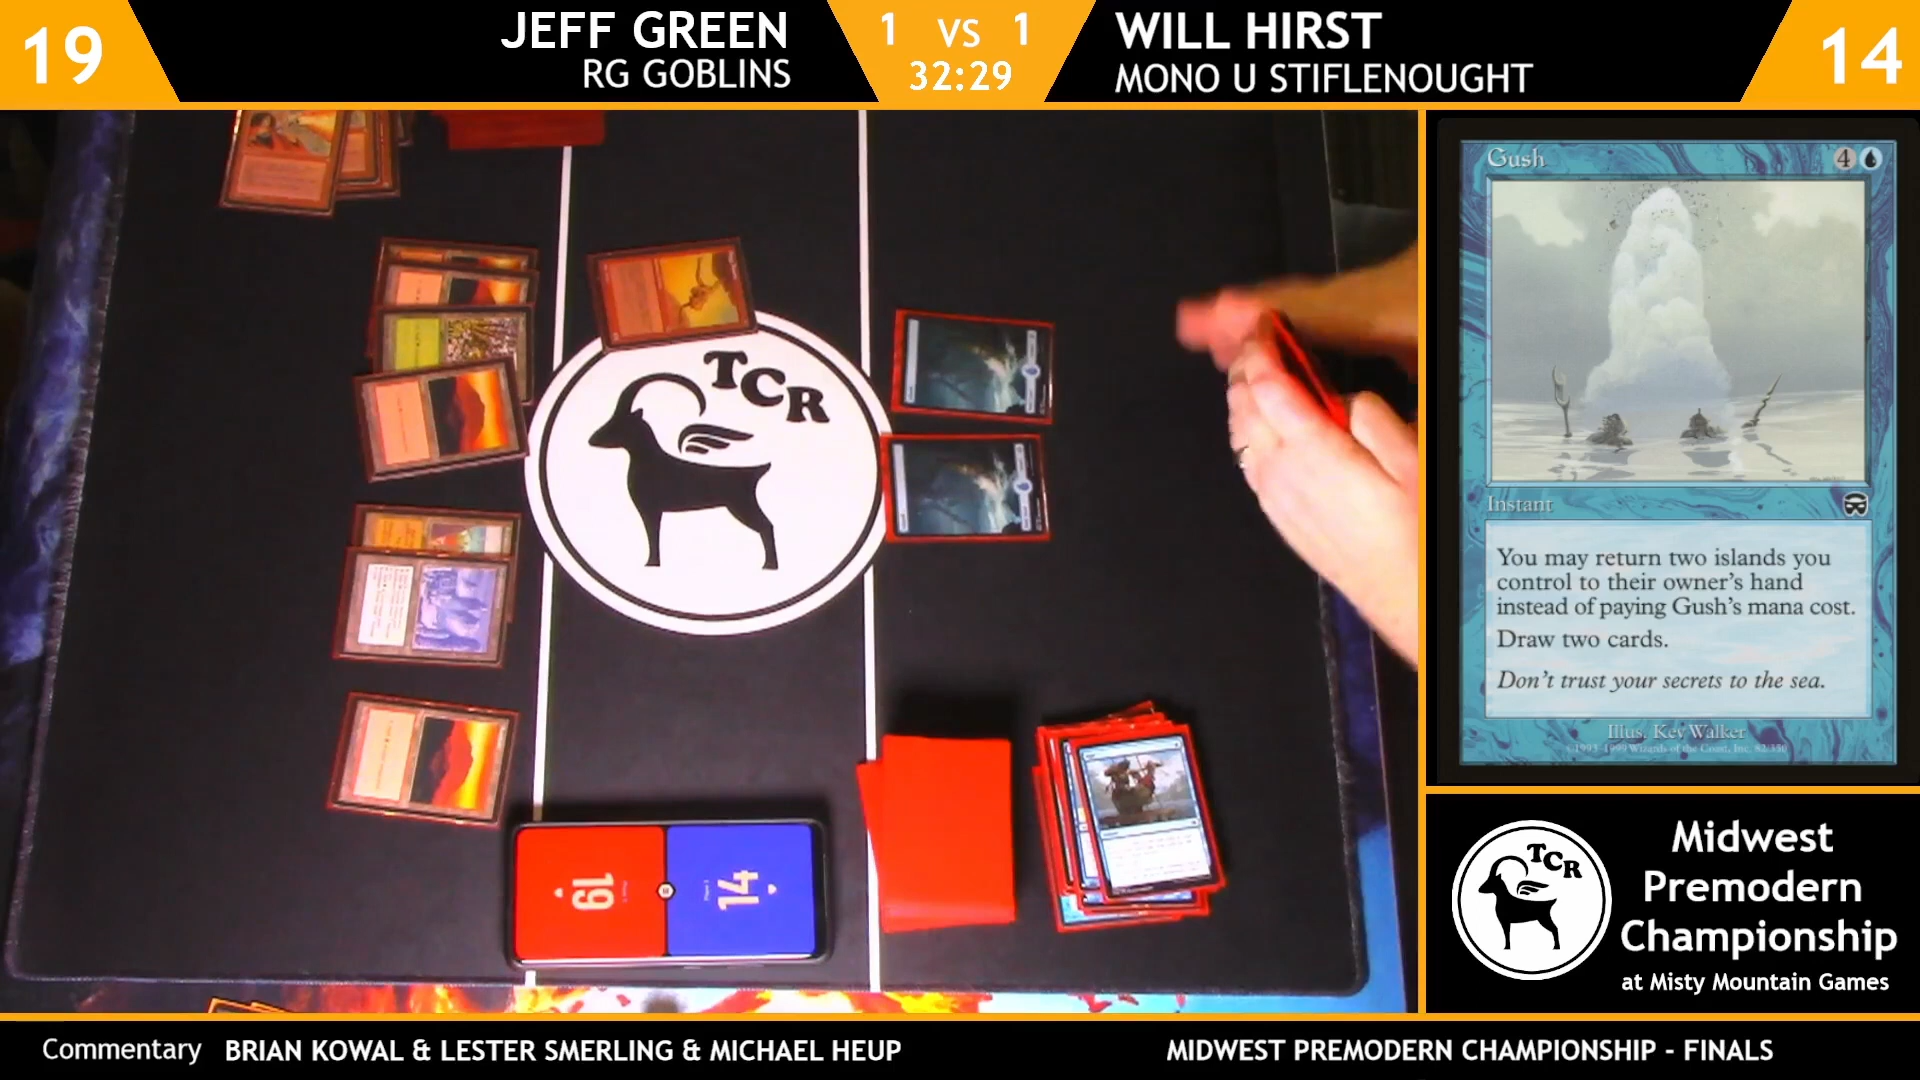 19
JEFF GREEN
RG GOBLINS
1 VS 1
32:29
WILL HIRST
MONO U STIFLENOUGHT
14
Gush
4
Instant
You may return two islands you
control to their owner's hand
instead of paying Gush's mana cost.
Draw two cards.
Don't trust your secrets to the sea.
Illus. Kev Walker
TCR
19
14
TCR
Midwest
Premodern
Championship
at Misty Mountain Games
Commentary BRIAN KOWAL & LESTER SMERLING & MICHAEL HEUP
MIDWEST PREMODERN CHAMPIONSHIP - FINALS